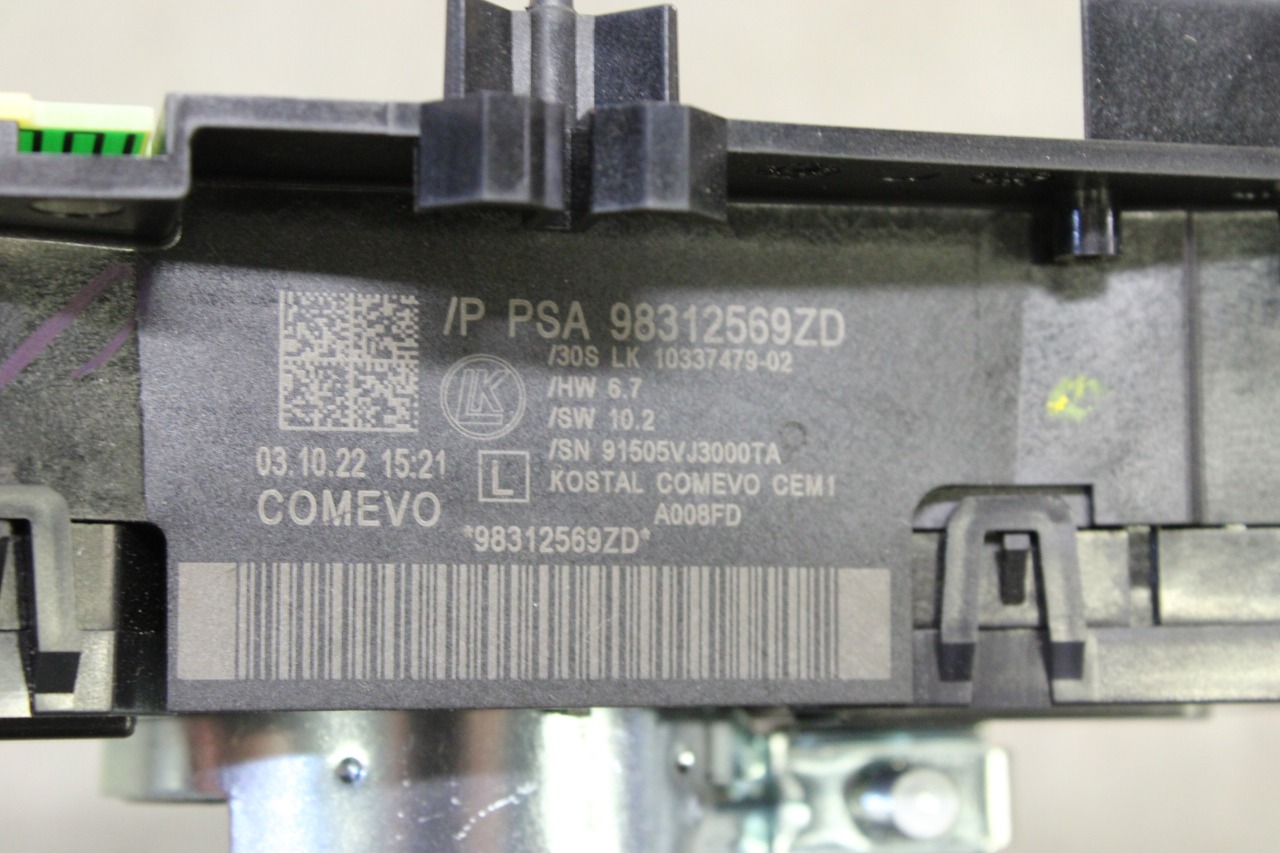 /P PSA 98312569ZD
/30S LK 10337479-02
LK
/HW 6.7
/SW 10.2
/SN 91505VJ3000TA
03.10.22 15:21
L
KOSTAL COMEVO CEM1
COMEVO
A008FD
*98312569ZD*